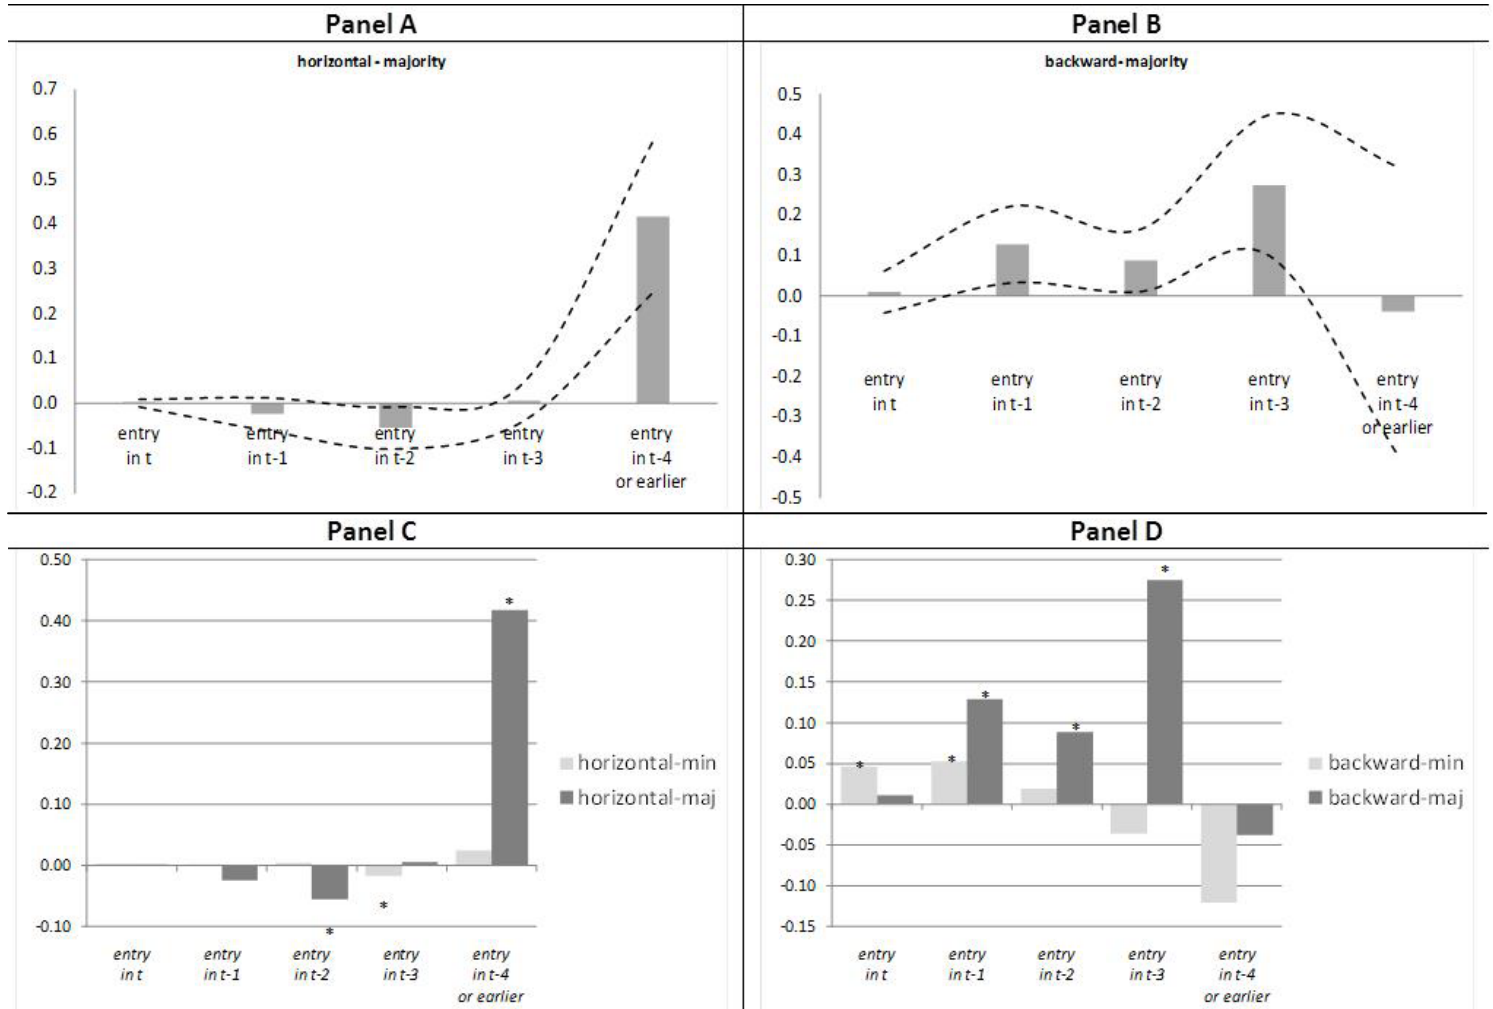 Panel A
Panel B
horizontal - majority
0.7
0.6
0.5
0.4
0.3
0.2
0.1
0.0
-0.1
-0.2
entry
in t
entry
in t-1
entry
in t-2
entry
in t-3
entry
in t-4
or earlier
backward- majority
0.5
0.4
0.3
0.2
0.1
0.0
-0.1
-0.2
-0.3
-0.4
-0.5
entry
in t
entry
in t-1
entry
in t-2
entry
in t-3
entry
in t-4
or earlier
Panel C
Panel D
0.50
0.40
0.30
0.20
0.10
0.00
-0.10
*
*
*
entry
in t
entry
in t-1
entry
in t-2
entry
in t-3
entry
in t-4
or earlier
horizontal-min
horizontal-maj
0.30
0.25
0.20
0.15
0.10
0.05
0.00
-0.05
-0.10
-0.15
*
*
*
*
*
entry
in t
entry
in t-1
entry
in t-2
entry
in t-3
entry
in t-4
or earlier
backward-min
backward-maj